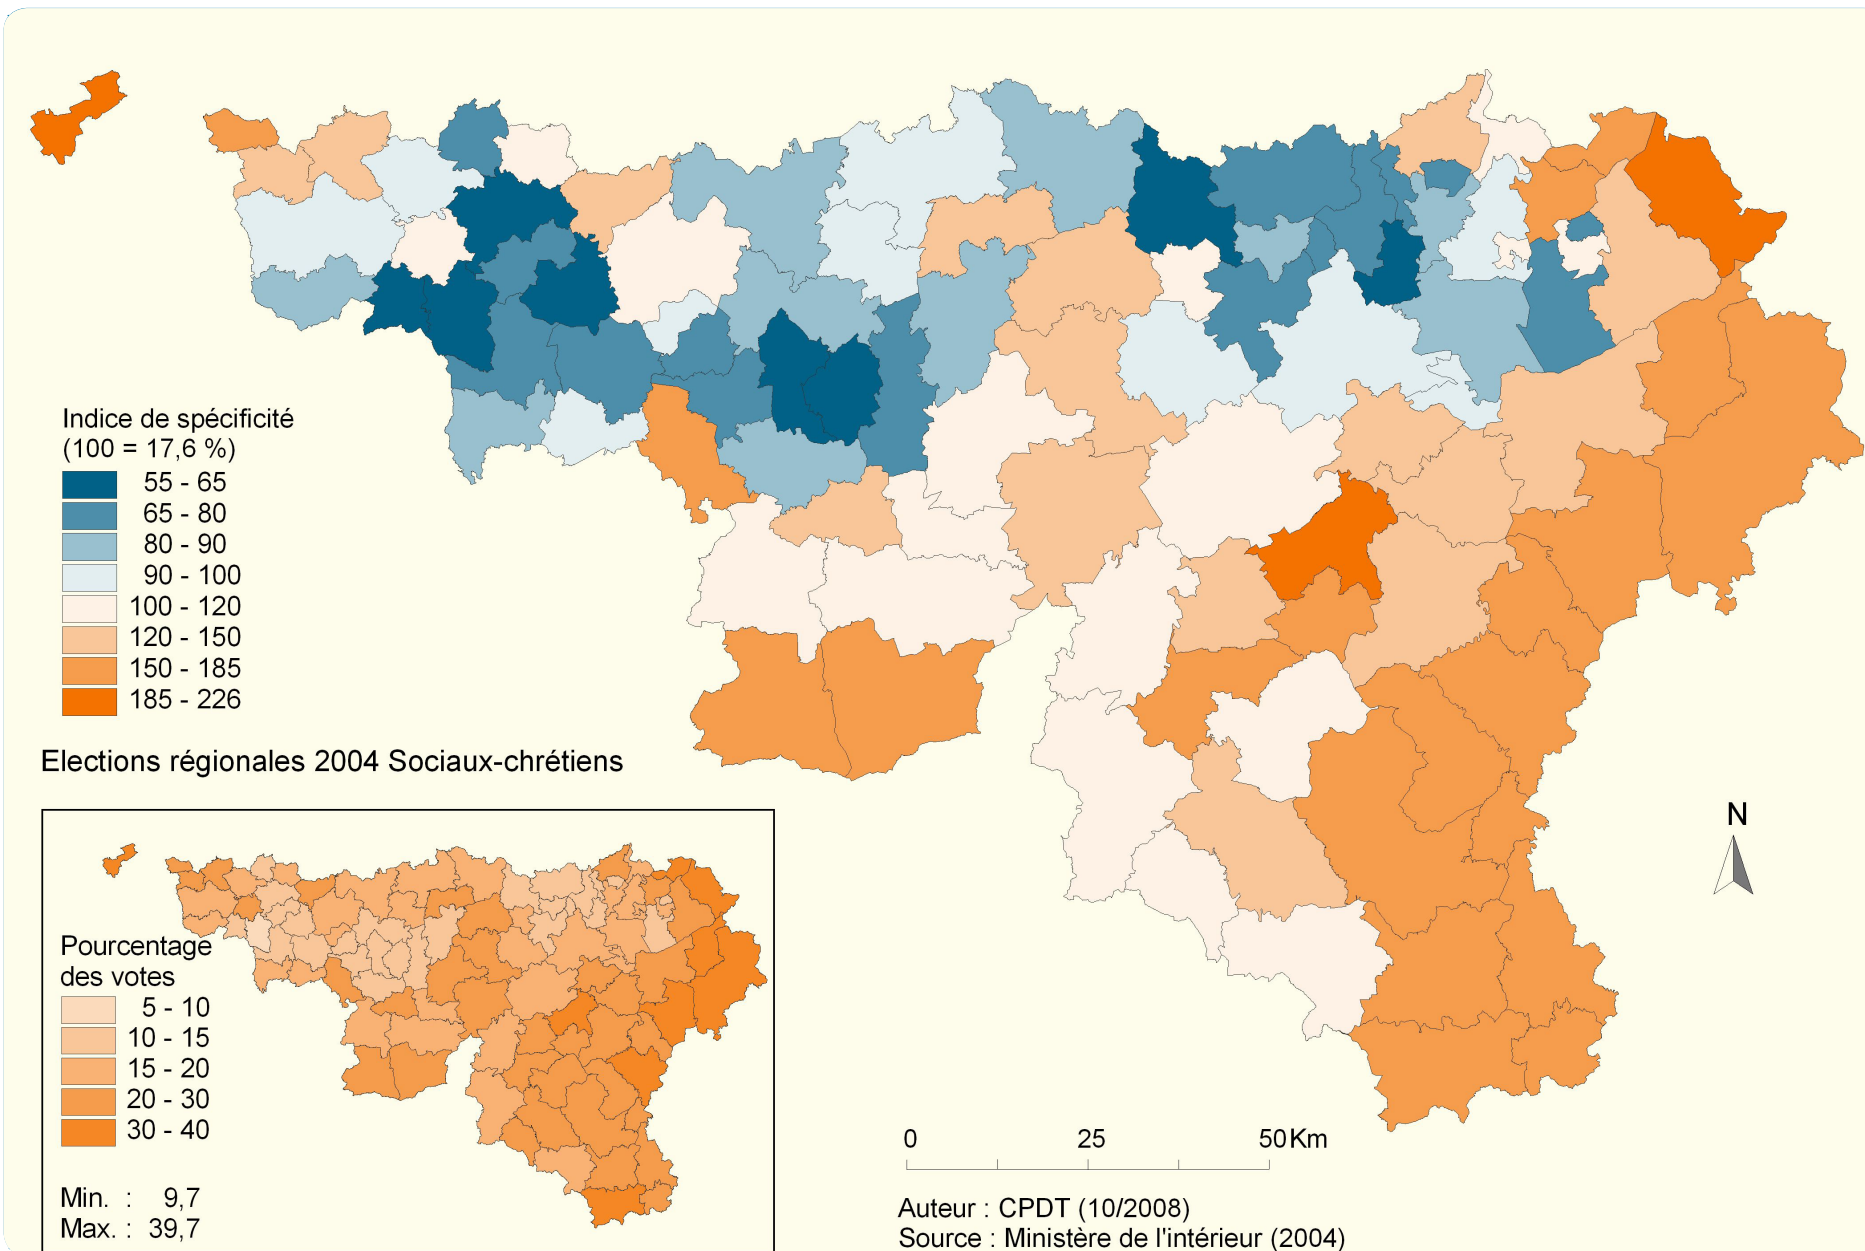 Indice de spécificité
(100 = 17,6 %)
55 - 65
65 - 80
80 - 90
90 - 100
100 - 120
120 - 150
150 - 185
185 - 226
Elections régionales 2004 Sociaux-chrétiens
Pourcentage
des votes
5 - 10
10 - 15
15 - 20
20 - 30
30 - 40
Min. : 9,7
Max. : 39,7
N
0 25 50Km
Auteur : CPDT (10/2008)
Source : Ministère de l'intérieur (2004)